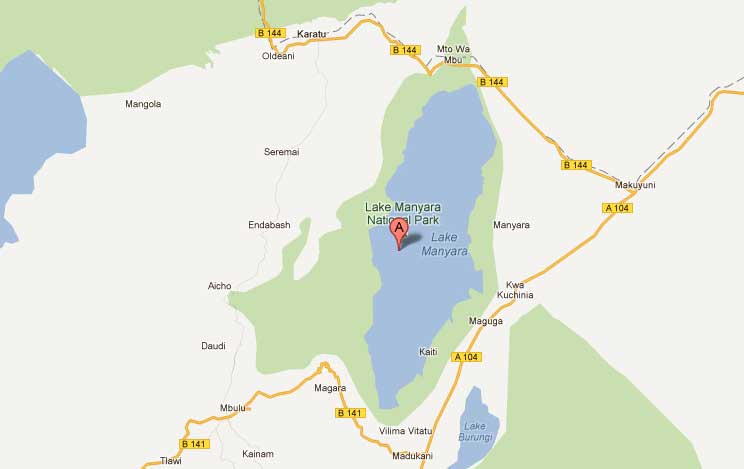 B 144
Karatu
Oldeani
B 144
Mto Wa
Mbu
B 144
Mangola
Seremai
B 144
Makuyuni
A 104
Lake Manyara
National Park
Endabash
A
Manyara
Lake
Manyara
Aicho
Kwa
Kuchinia
Maguga
Daudi
Kaiti
A 104
Magara
Mbulu
B 141
Lake
Burungi
Vilima Vitatu
B 141
Kainam
Madukani
Tlawi